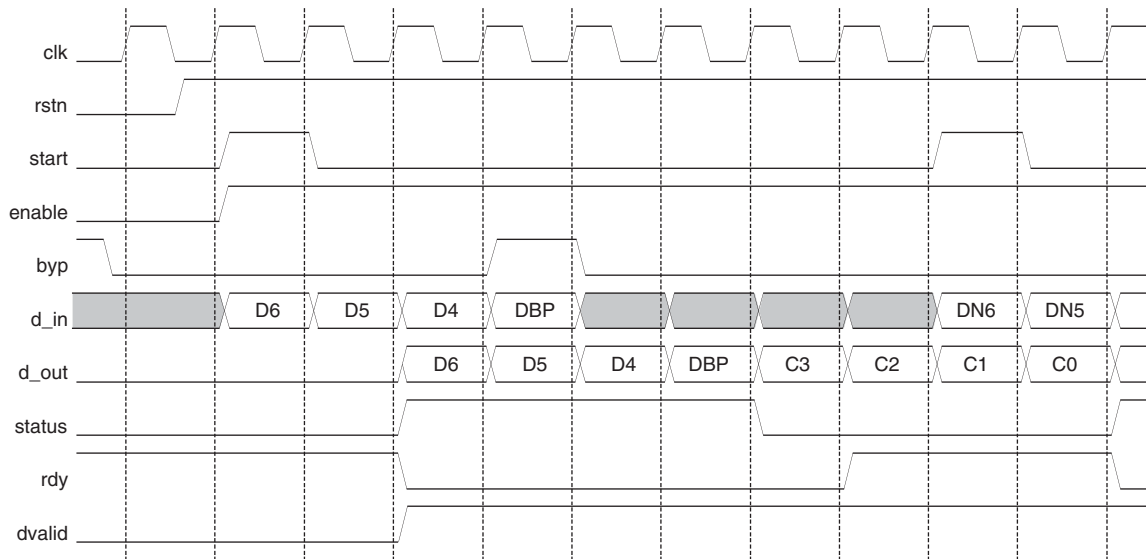 clk
rstn
start
enable
byp
d_in D6 D5 D4 DBP DN6 DN5
d_out D6 D5 D4 DBP C3 C2 C1 C0
status
rdy
dvalid